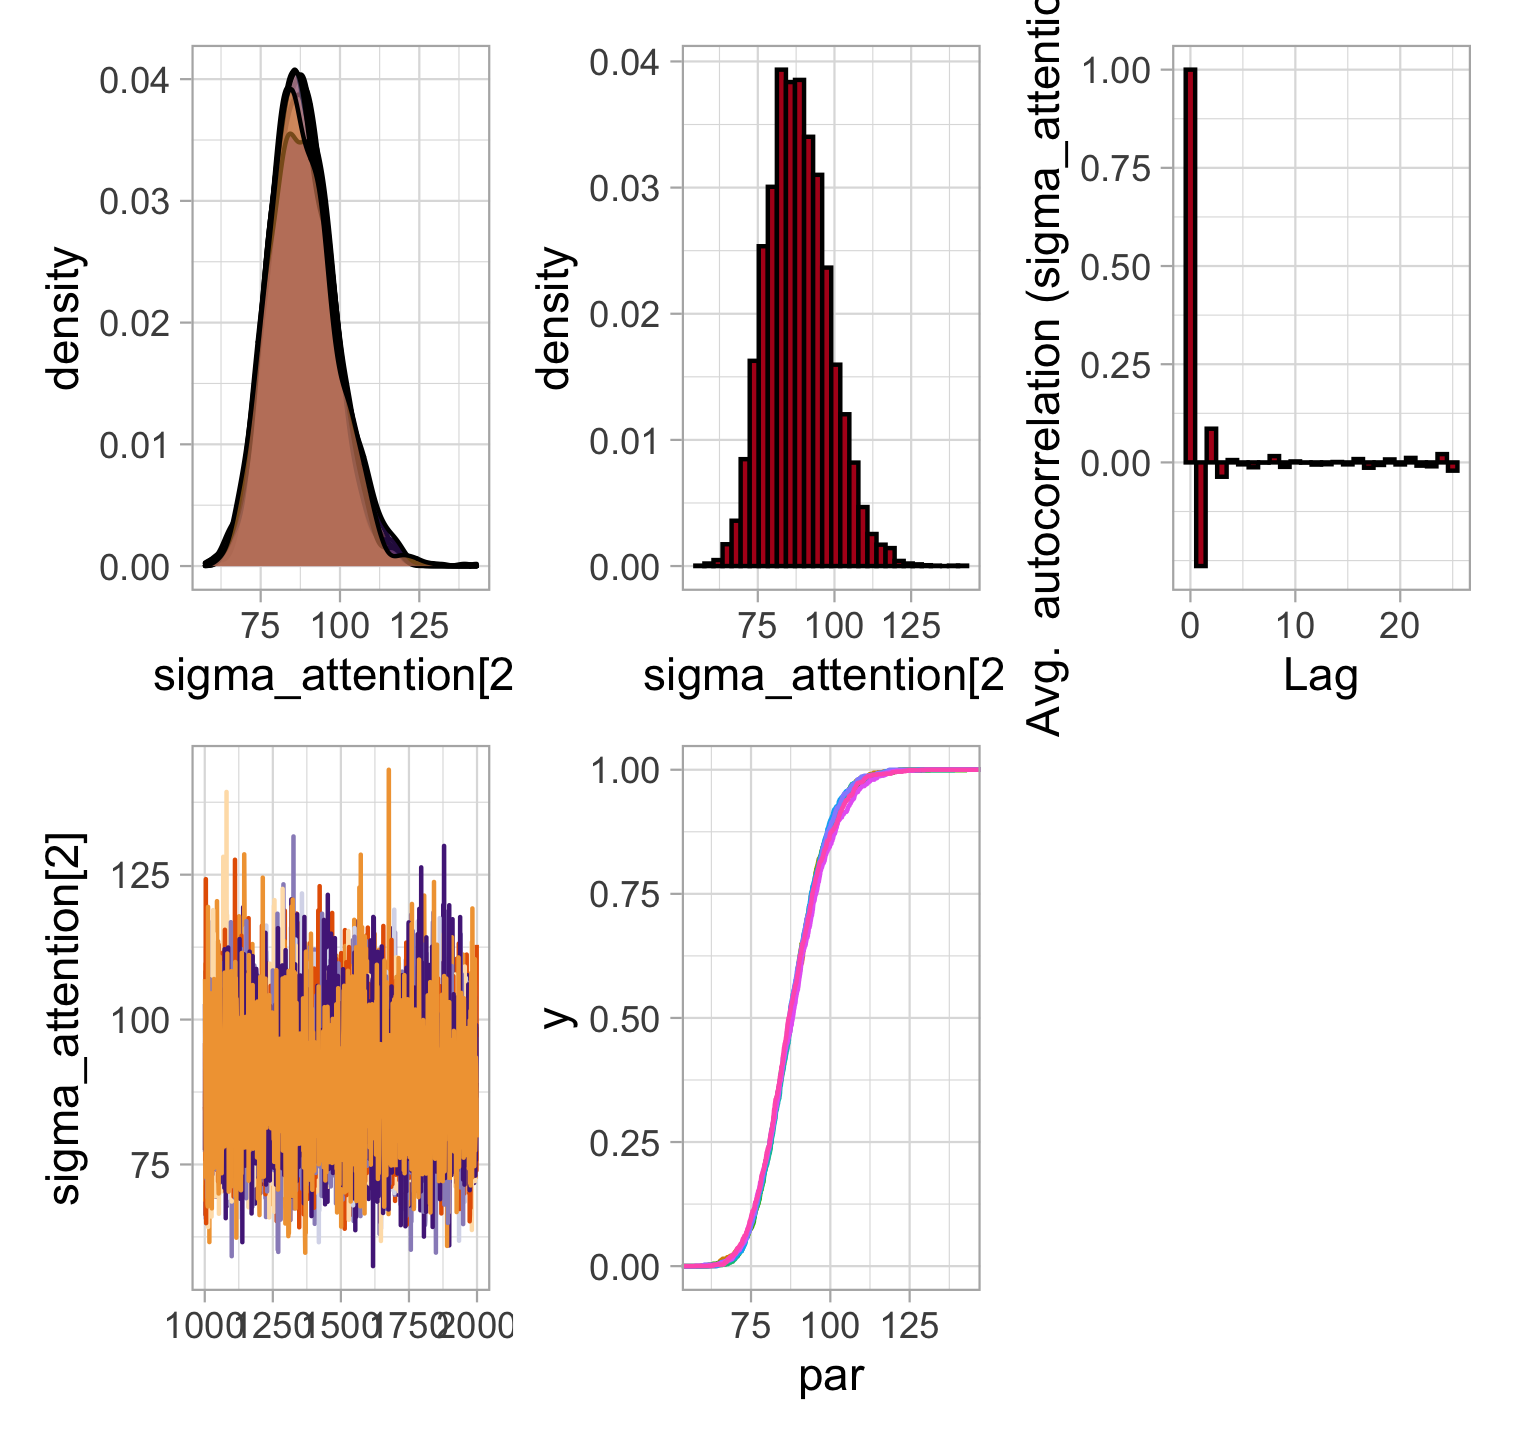 density
0.04
0.03
0.02
0.01
0.00
75 100 125
sigma_attention[2
density
0.04
0.03
0.02
0.01
0.00
75 100 125
sigma_attention[2
Avg. autocorrelation (sigma_attentio
1.00
0.75
0.50
0.25
0.00
0 10 20
Lag
sigma_attention[2]
125
100
75
1000 1250 1500 1750 2000
y
1.00
0.75
0.50
0.25
0.00
75 100 125
par